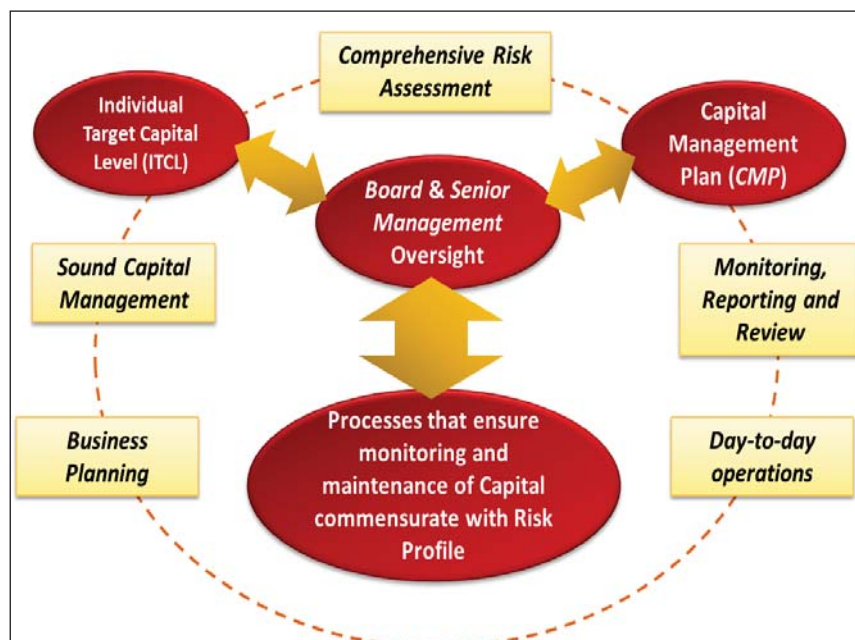 Comprehensive Risk
Assessment
Individual
Target Capital
Level (ITCL)
Capital
Management
Plan (CMP)
Board & Senior
Management
Oversight
Sound Capital
Management
Monitoring,
Reporting and
Review
Business
Planning
Processes that ensure
monitoring and
maintenance of Capital
commensurate with Risk
Profile
Day-to-day
operations